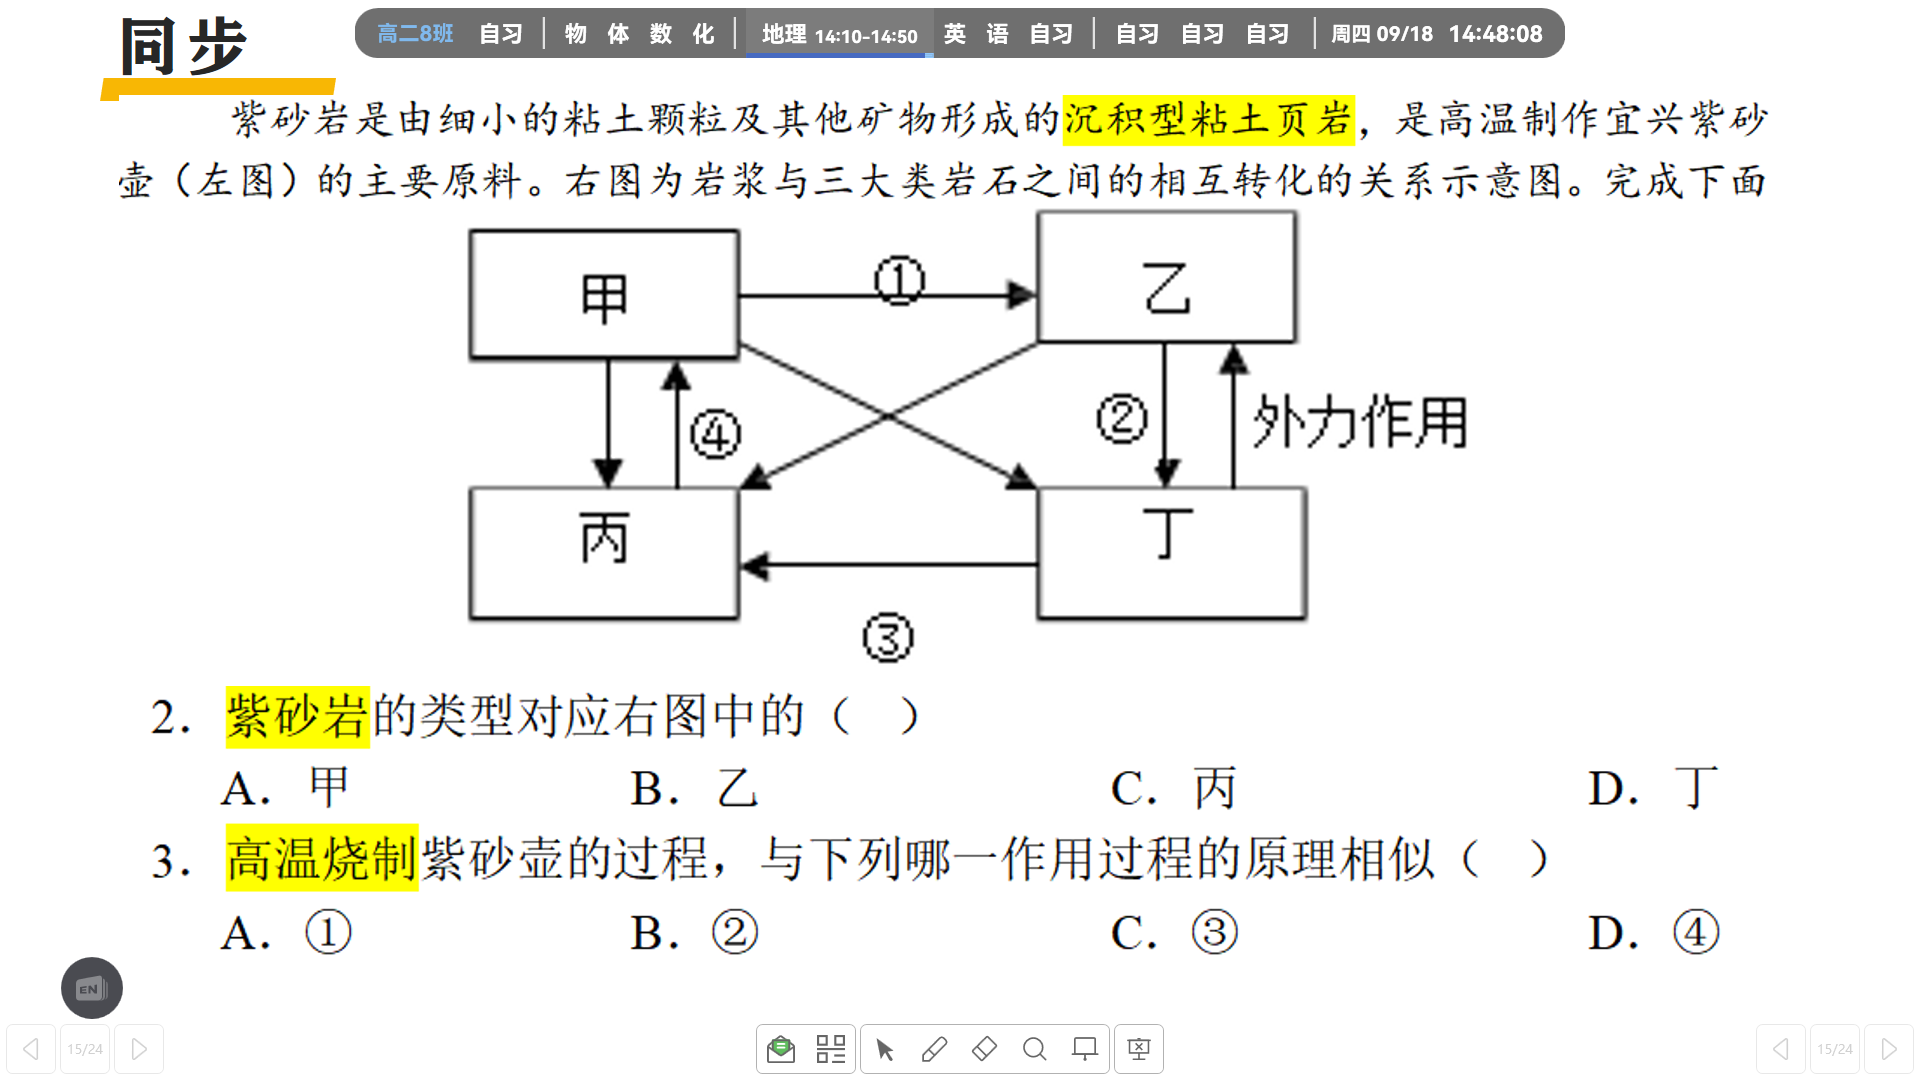 同步
高二8班 自习 物 体 数 化 地理 14:10-14:50 英 语 自习 自习 自习 自习 周四 09/18 14:48:08
紫砂岩是由细小的粘土颗粒及其他矿物形成的沉积型粘土页岩，是高温制作宜兴紫砂
壶（左图）的主要原料。右图为岩浆与三大类岩石之间的相互转化的关系示意图。完成下面
甲
①
乙
④
②
外力作用
丙
丁
③
2. 紫砂岩的类型对应右图中的（ ）
A. 甲 B. 乙 C. 丙 D. 丁
3. 高温烧制紫砂壶的过程，与下列哪一作用过程的原理相似（ ）
A. ① B. ② C. ③ D. ④
EN
15/24
15/24